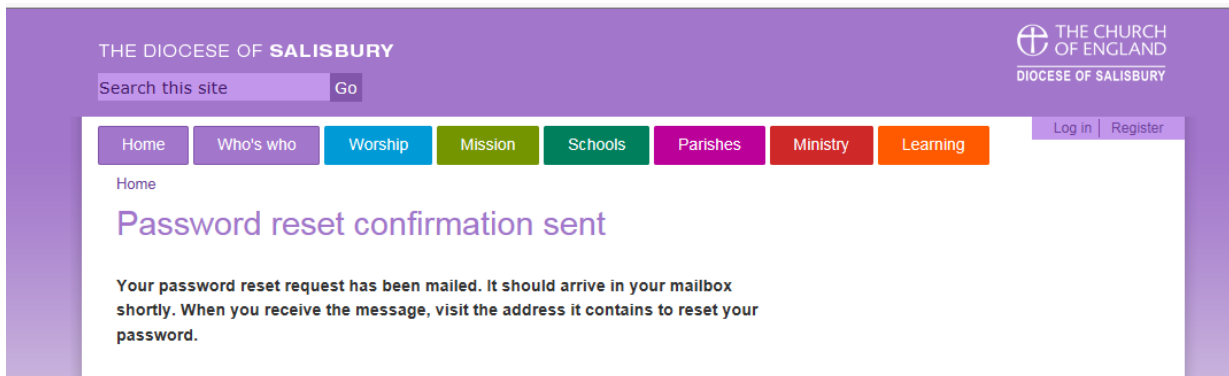 THE DIOCESE OF SALISBURY
THE CHURCH
OF ENGLAND
DIOCESE OF SALISBURY
Search this site Go
Log in | Register
Home Who's who Worship Mission Schools Parishes Ministry Learning
Home
Password reset confirmation sent
Your password reset request has been mailed. It should arrive in your mailbox
shortly. When you receive the message, visit the address it contains to reset your
password.